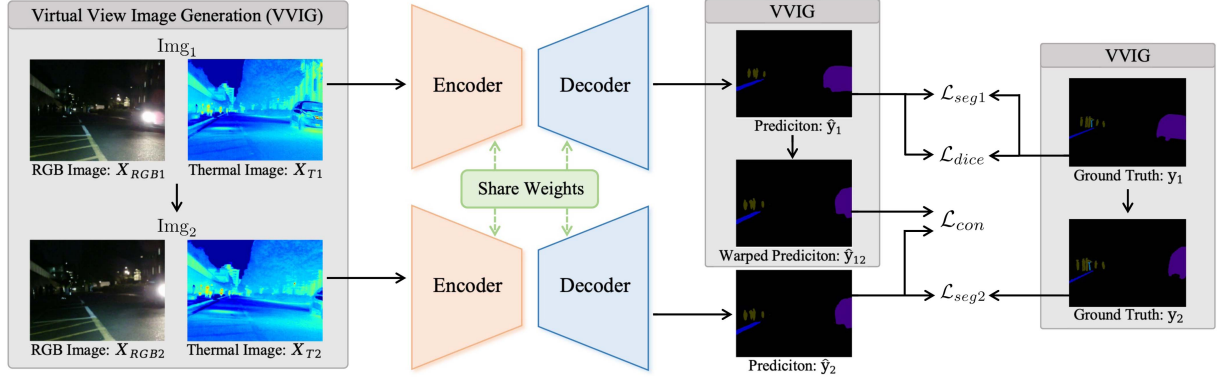 Virtual View Image Generation (VVIG)
Img₁
RGB Image: X_RGB1
Thermal Image: X_T1
Img₂
RGB Image: X_RGB2
Thermal Image: X_T2
Encoder
Decoder
Share Weights
Encoder
Decoder
VVIG
Prediciton: ŷ₁
Warped Prediciton: ŷ₁₂
Prediciton: ŷ₂
ℒ_seg1
ℒ_dice
ℒ_con
ℒ_seg2
VVIG
Ground Truth: y₁
Ground Truth: y₂